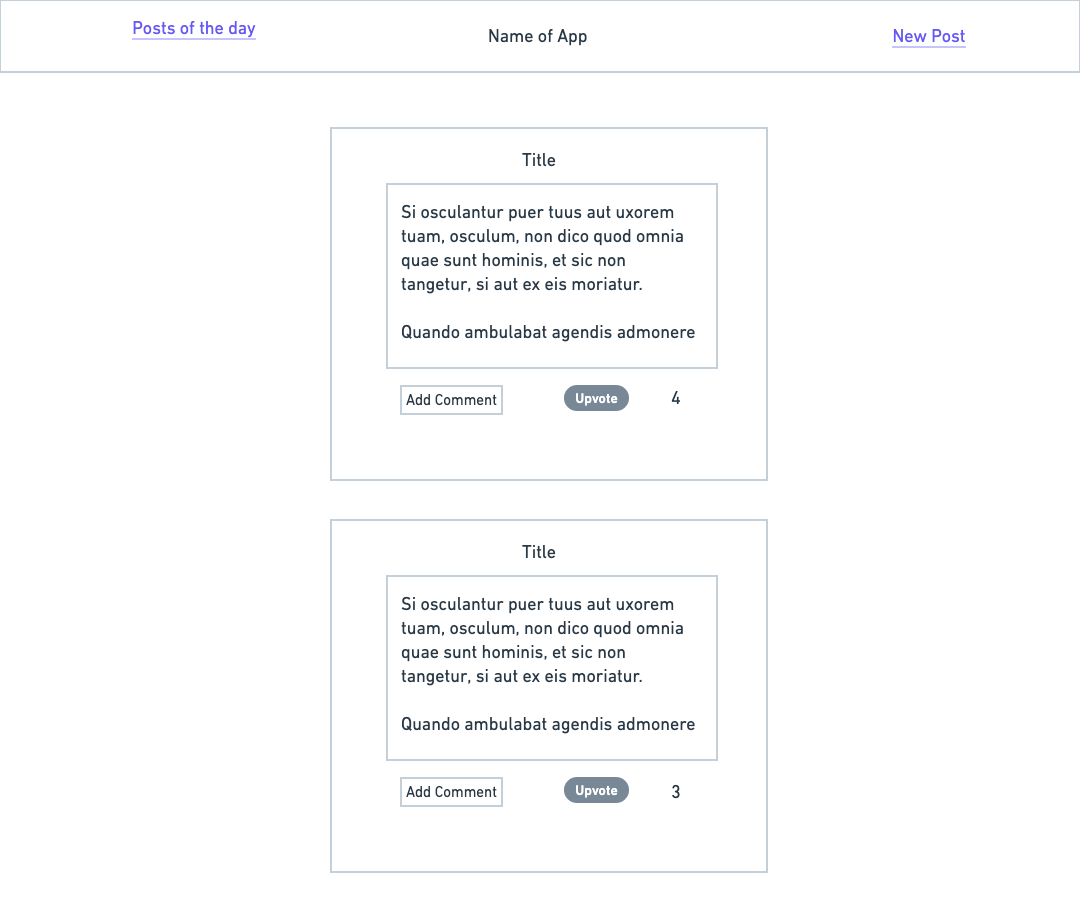 Posts of the day
Name of App
New Post
Title
Si osculantur puer tuus aut uxorem
tuam, osculum, non dico quod omnia
quae sunt hominis, et sic non
tangetur, si aut ex eis moriatur.
Quando ambulabat agendis admonere
Add Comment
Upvote
4
Title
Si osculantur puer tuus aut uxorem
tuam, osculum, non dico quod omnia
quae sunt hominis, et sic non
tangetur, si aut ex eis moriatur.
Quando ambulabat agendis admonere
Add Comment
Upvote
3